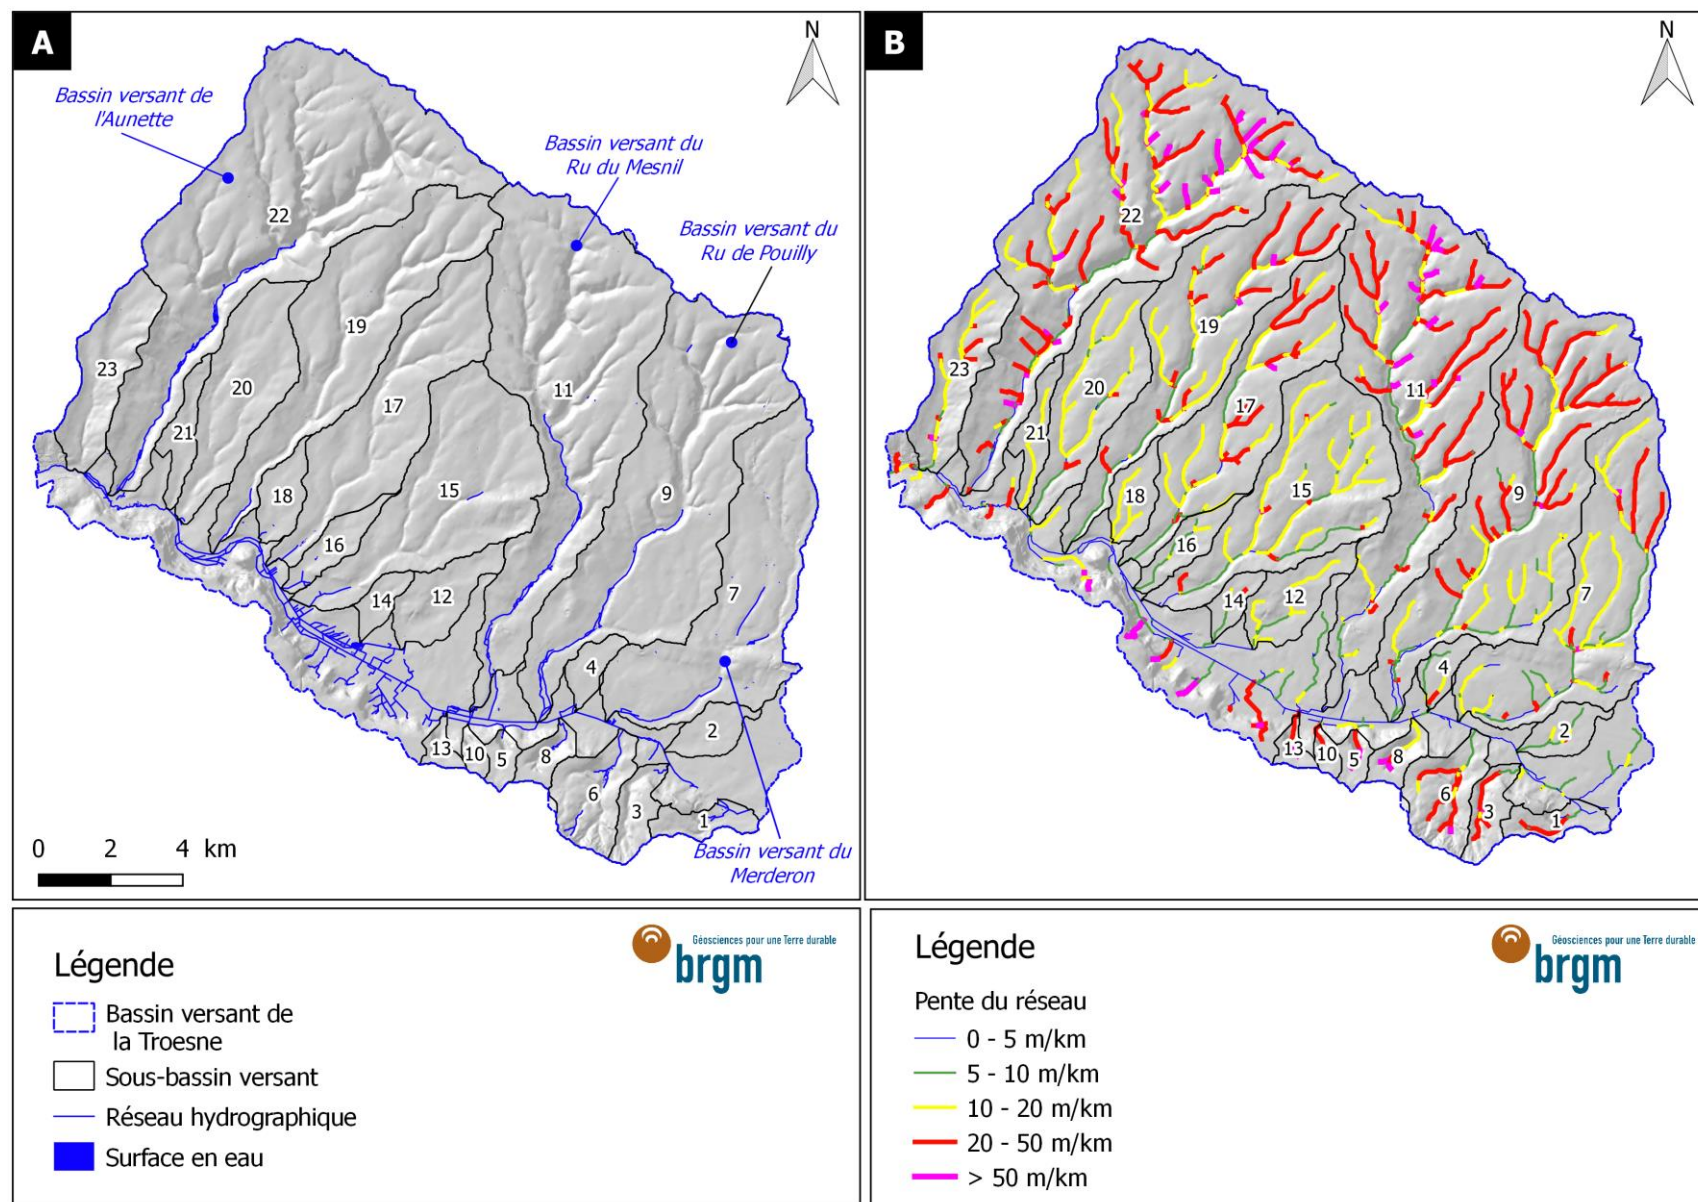 A
N
Bassin versant de
l'Aunette
Bassin versant du
Ru du Mesnil
Bassin versant du
Ru de Pouilly
22
19
23
20
11
17
21
9
15
18
16
7
14
12
4
2
13
10
5
8
6
3
1
Bassin versant du
Merderon
0 2 4 km
B
N
22
19
23
20
11
17
21
9
15
18
16
7
14
12
4
2
13
10
5
8
6
3
1
Légende
Géosciences pour une Terre durable
brgm
Bassin versant de
la Troesne
Sous-bassin versant
Réseau hydrographique
Surface en eau
Légende
Géosciences pour une Terre durable
brgm
Pente du réseau
0 - 5 m/km
5 - 10 m/km
10 - 20 m/km
20 - 50 m/km
> 50 m/km